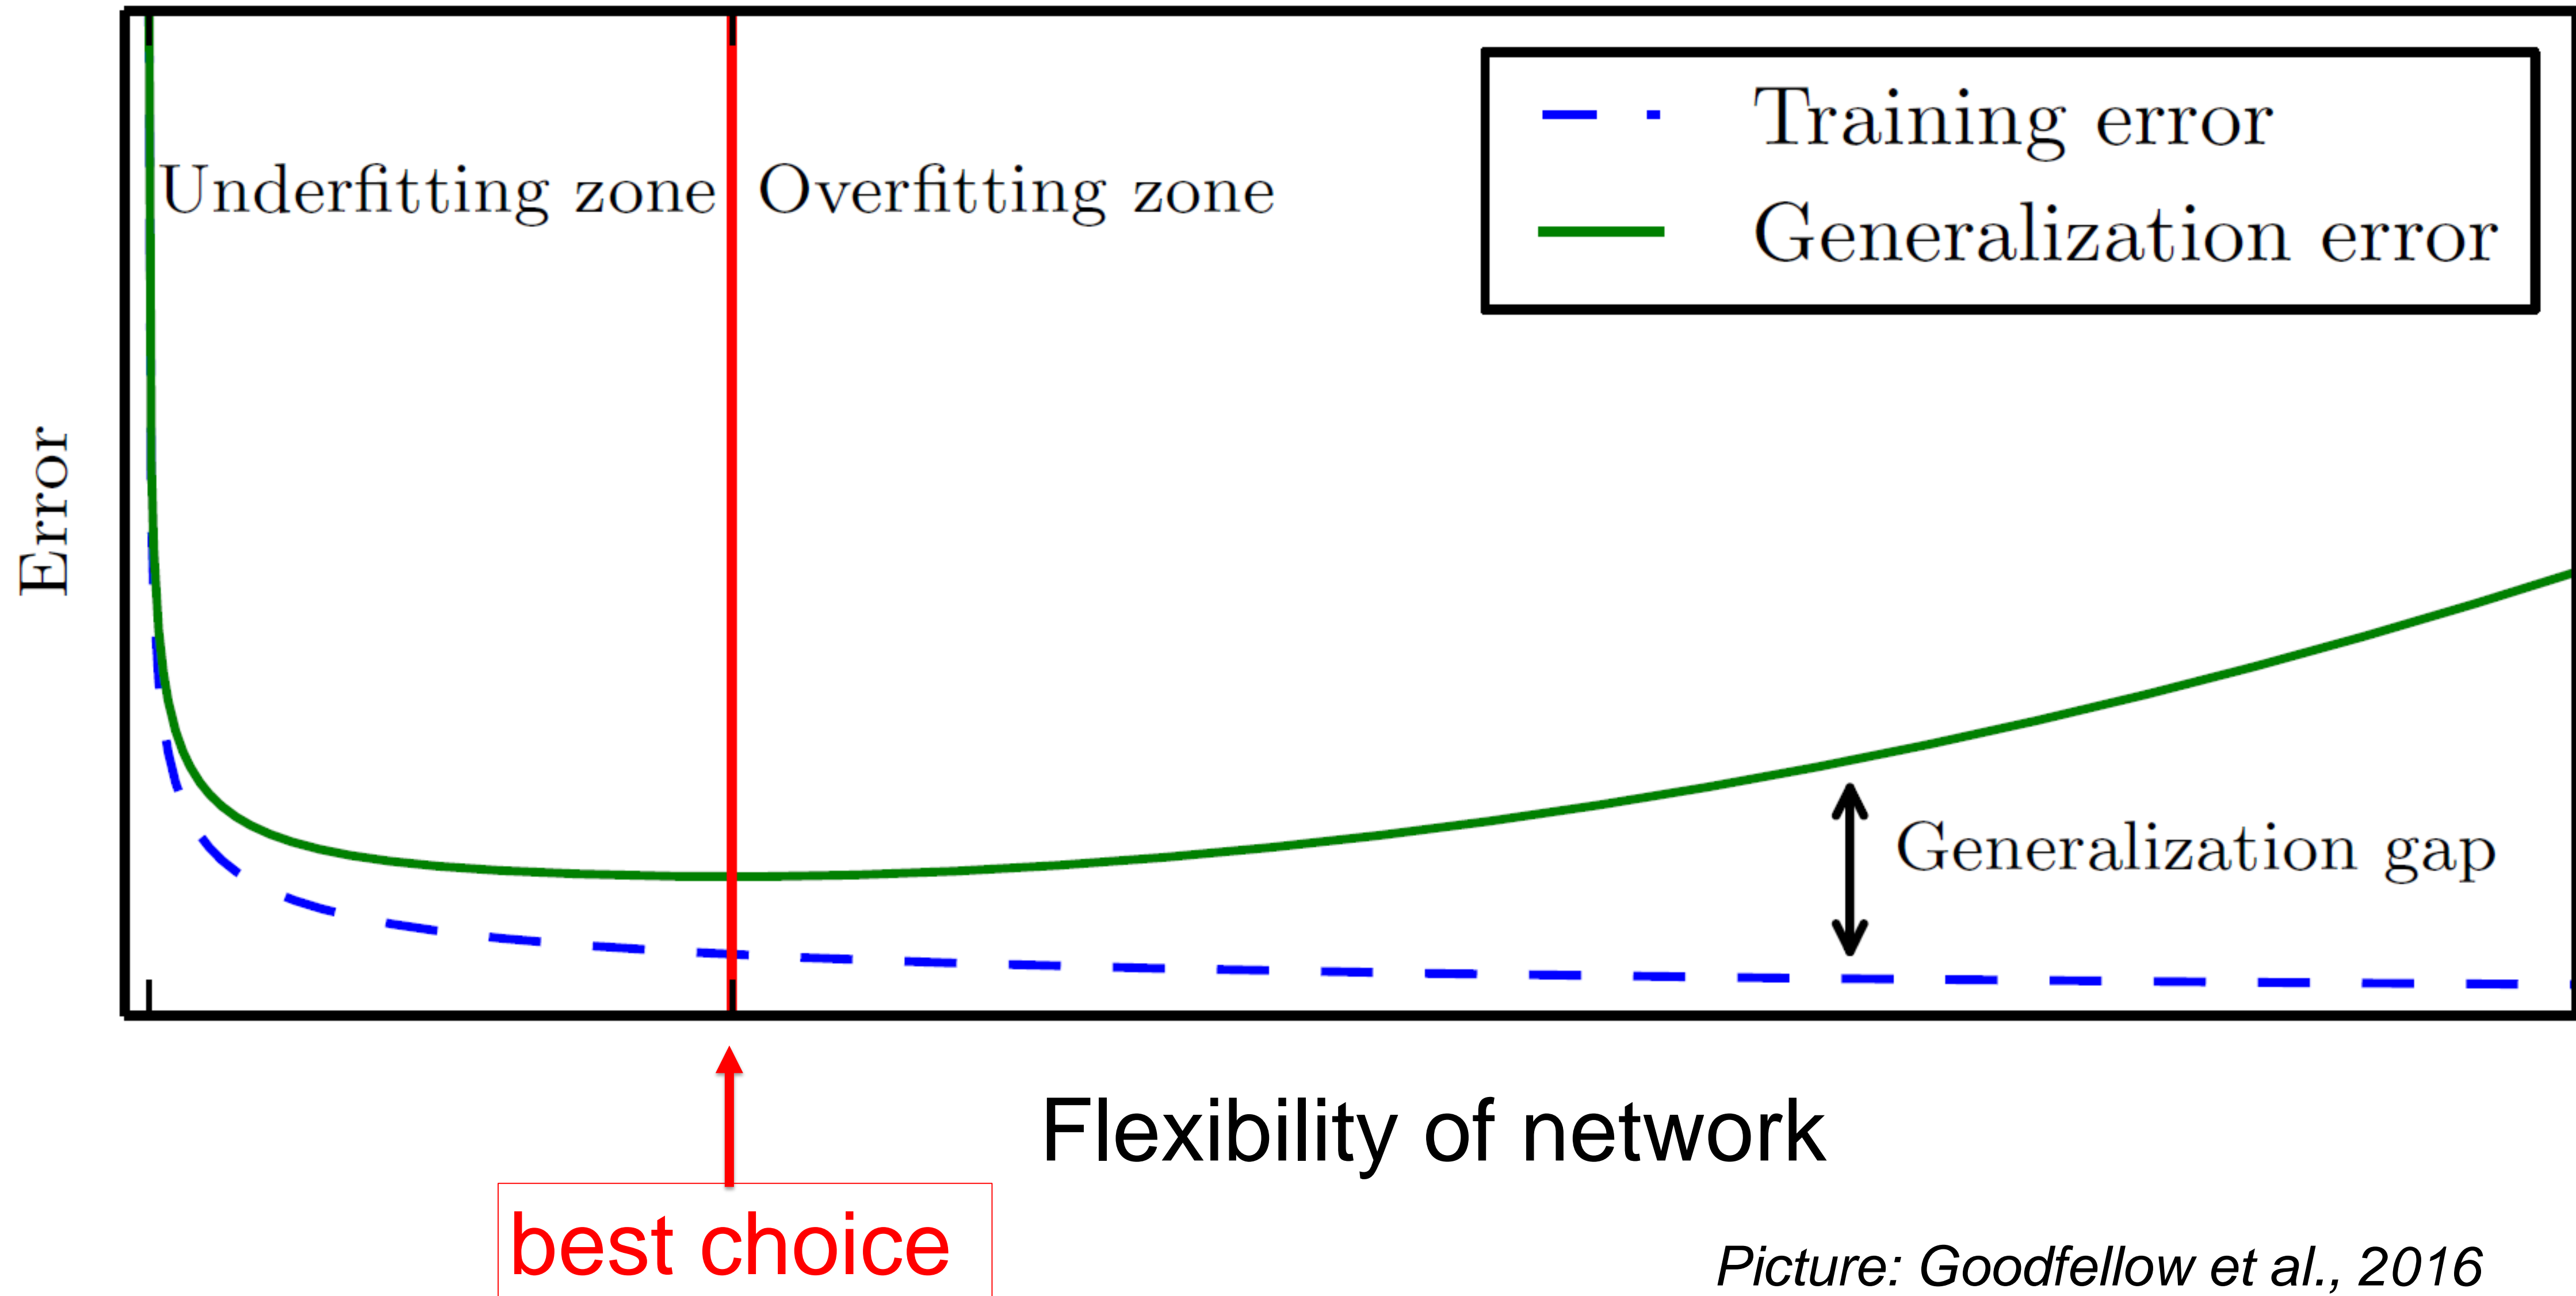 Training error
Generalization error
Underfitting zone
Overfitting zone
Error
Generalization gap
Flexibility of network
best choice
Picture: Goodfellow et al., 2016